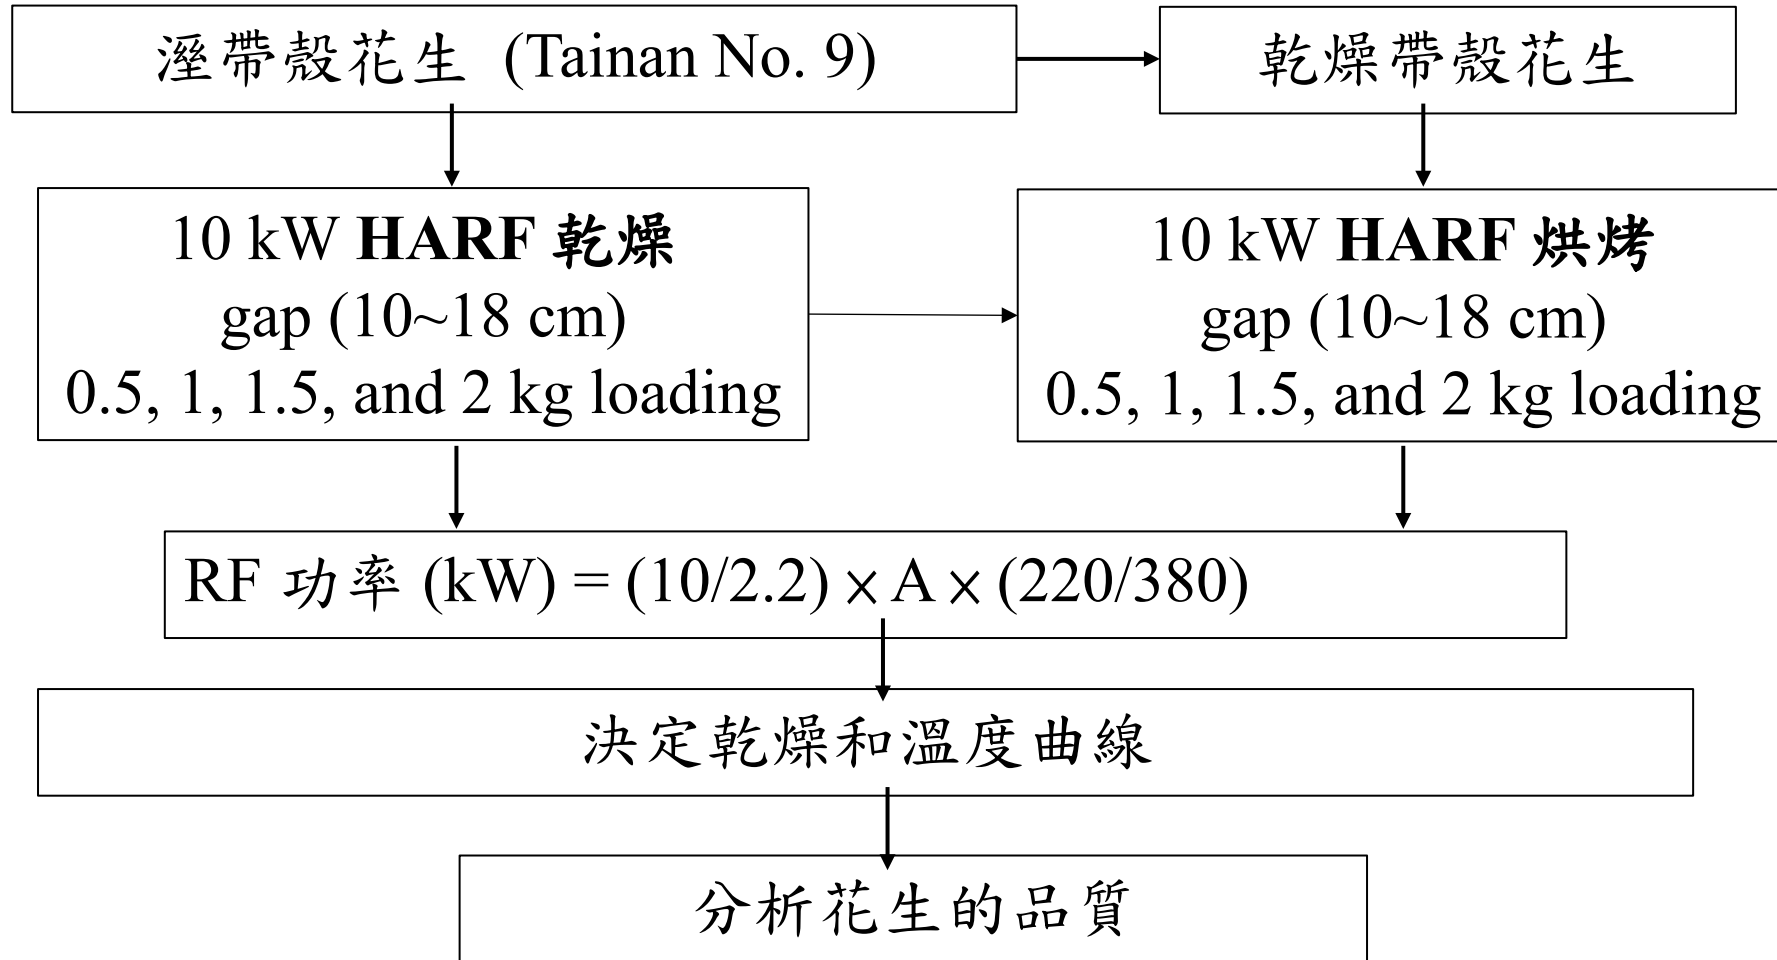 溼帶殼花生 (Tainan No. 9)
乾燥帶殼花生
10 kW HARF 乾燥
gap (10~18 cm)
0.5, 1, 1.5, and 2 kg loading
10 kW HARF 烘烤
gap (10~18 cm)
0.5, 1, 1.5, and 2 kg loading
RF 功率 (kW) = (10/2.2) × A × (220/380)
決定乾燥和溫度曲線
分析花生的品質